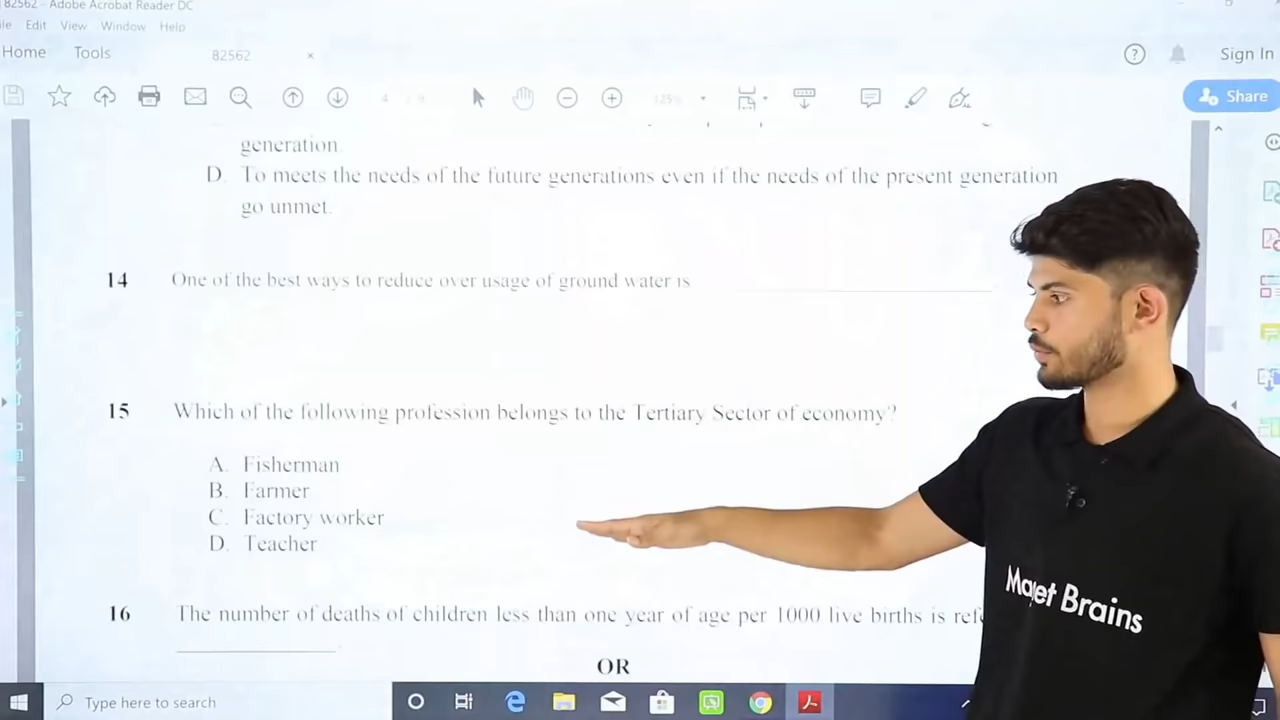 82562 - Adobe Acrobat Reader DC
Edit View Window Help
Home Tools 82562 ×
Sign In
4 9 125%
Share
generation.
D. To meets the needs of the future generations even if the needs of the present generation
go unmet.
14 One of the best ways to reduce over usage of ground water is
15 Which of the following profession belongs to the Tertiary Sector of economy?
A. Fisherman
B. Farmer
C. Factory worker
D. Teacher
16 The number of deaths of children less than one year of age per 1000 live births is
OR
Type here to search
Brains